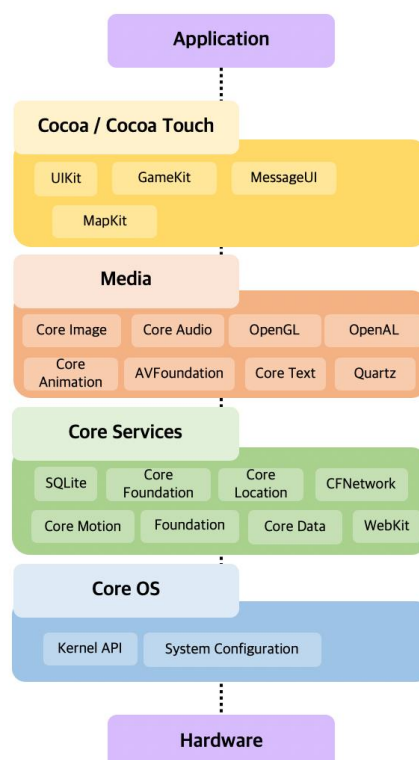 Application
Cocoa / Cocoa Touch
UIKit
GameKit
MessageUI
MapKit
Media
Core Image
Core Audio
OpenGL
OpenAL
Core
Animation
AVFoundation
Core Text
Quartz
Core Services
SQLite
Core
Foundation
Core
Location
CFNetwork
Core Motion
Foundation
Core Data
WebKit
Core OS
Kernel API
System Configuration
Hardware